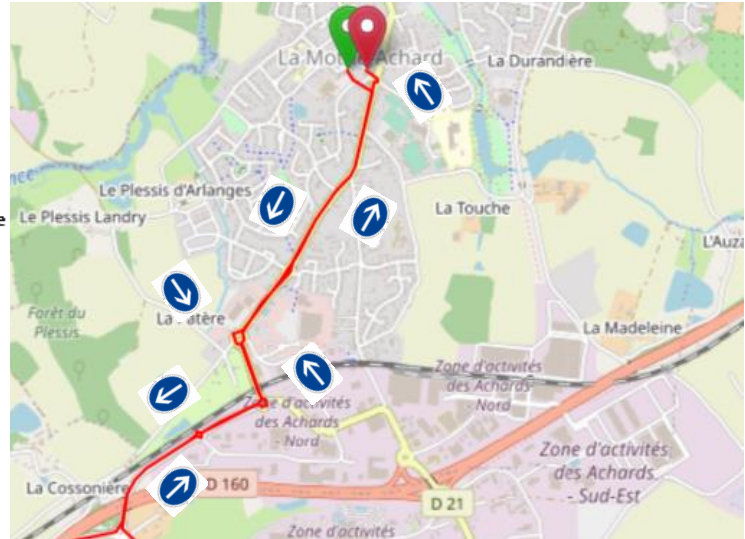 La Mothe-Achard
La Durandière
Le Plessis d'Arlanges
Le Plessis Landry
e
La Touche
L'Auza
Forêt du
Plessis
La
ère
La Madeleine
Zone d'activités
des Achards
- Nord
Zone d'activités
des Achards
- Nord
Zone d'activités
des Achards
- Sud-Est
La Cossonière
D 160
D 21
Zone d'activités